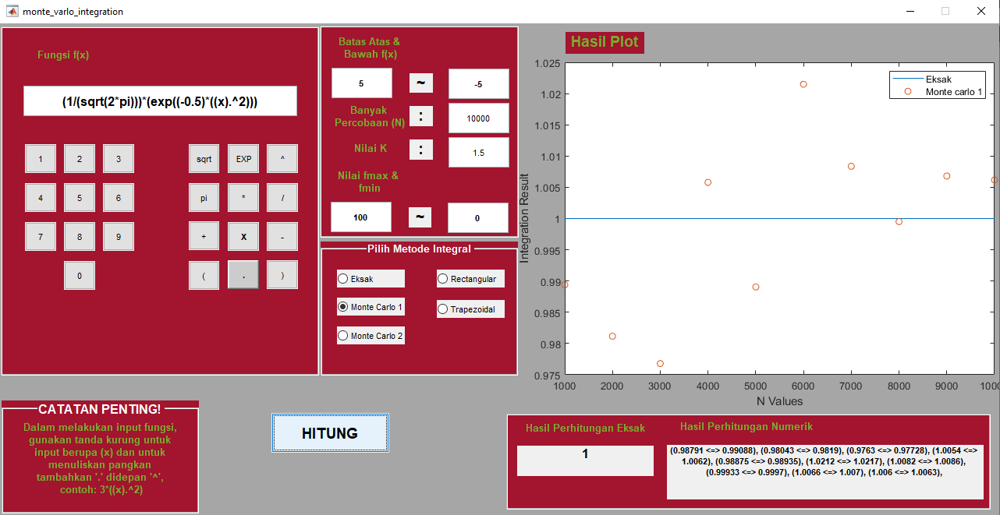 monte_varlo_integration
Fungsi f(x)
(1/(sqrt(2*pi)))*(exp((-0.5)*((x).^2)))
1 2 3 sqrt EXP ^
4 5 6 pi * /
7 8 9 + X -
0 ( . )
Batas Atas &
Bawah f(x)
5 ~ -5
Banyak
Percobaan (N) : 10000
Nilai K : 1.5
Nilai fmax &
fmin
100 ~ 0
Pilih Metode Integral
Eksak Rectangular
Monte Carlo 1 Trapezoidal
Monte Carlo 2
Hasil Plot
1.025
1.02
1.015
1.01
1.005
1
0.995
0.99
0.985
0.98
0.975
Integration Result
Eksak
Monte carlo 1
1000 2000 3000 4000 5000 6000 7000 8000 9000 1000
N Values
CATATAN PENTING!
Dalam melakukan input fungsi,
gunakan tanda kurung untuk
input berupa (x) dan untuk
menuliskan pangkan
tambahkan '.' didepan '^',
contoh: 3*((x).^2)
HITUNG
Hasil Perhitungan Eksak
1
Hasil Perhitungan Numerik
(0.98791 <=> 0.99088), (0.98043 <=> 0.9819), (0.9763 <=> 0.97728), (1.0054 <=>
1.0062), (0.98875 <=> 0.98935), (1.0212 <=> 1.0217), (1.0082 <=> 1.0086),
(0.99933 <=> 0.9997), (1.0066 <=> 1.007), (1.006 <=> 1.0063),